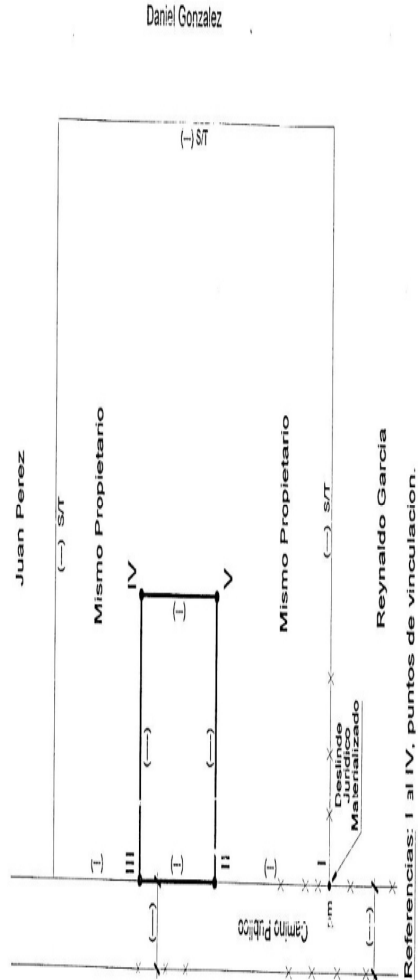 Daniel Gonzalez
Juan Perez
(---) S/T
(---) S/T
Mismo Propietario
IV
(---)
V
(---)
(---)
Mismo Propietario
(---) S/T
Reynaldo Garcia
(---)
III
(---)
II
(---)
I
Deslinde
Jurídico
Materializado
(---)
Camino Publico
(---)
Referencias: I al IV, puntos de vinculacion.